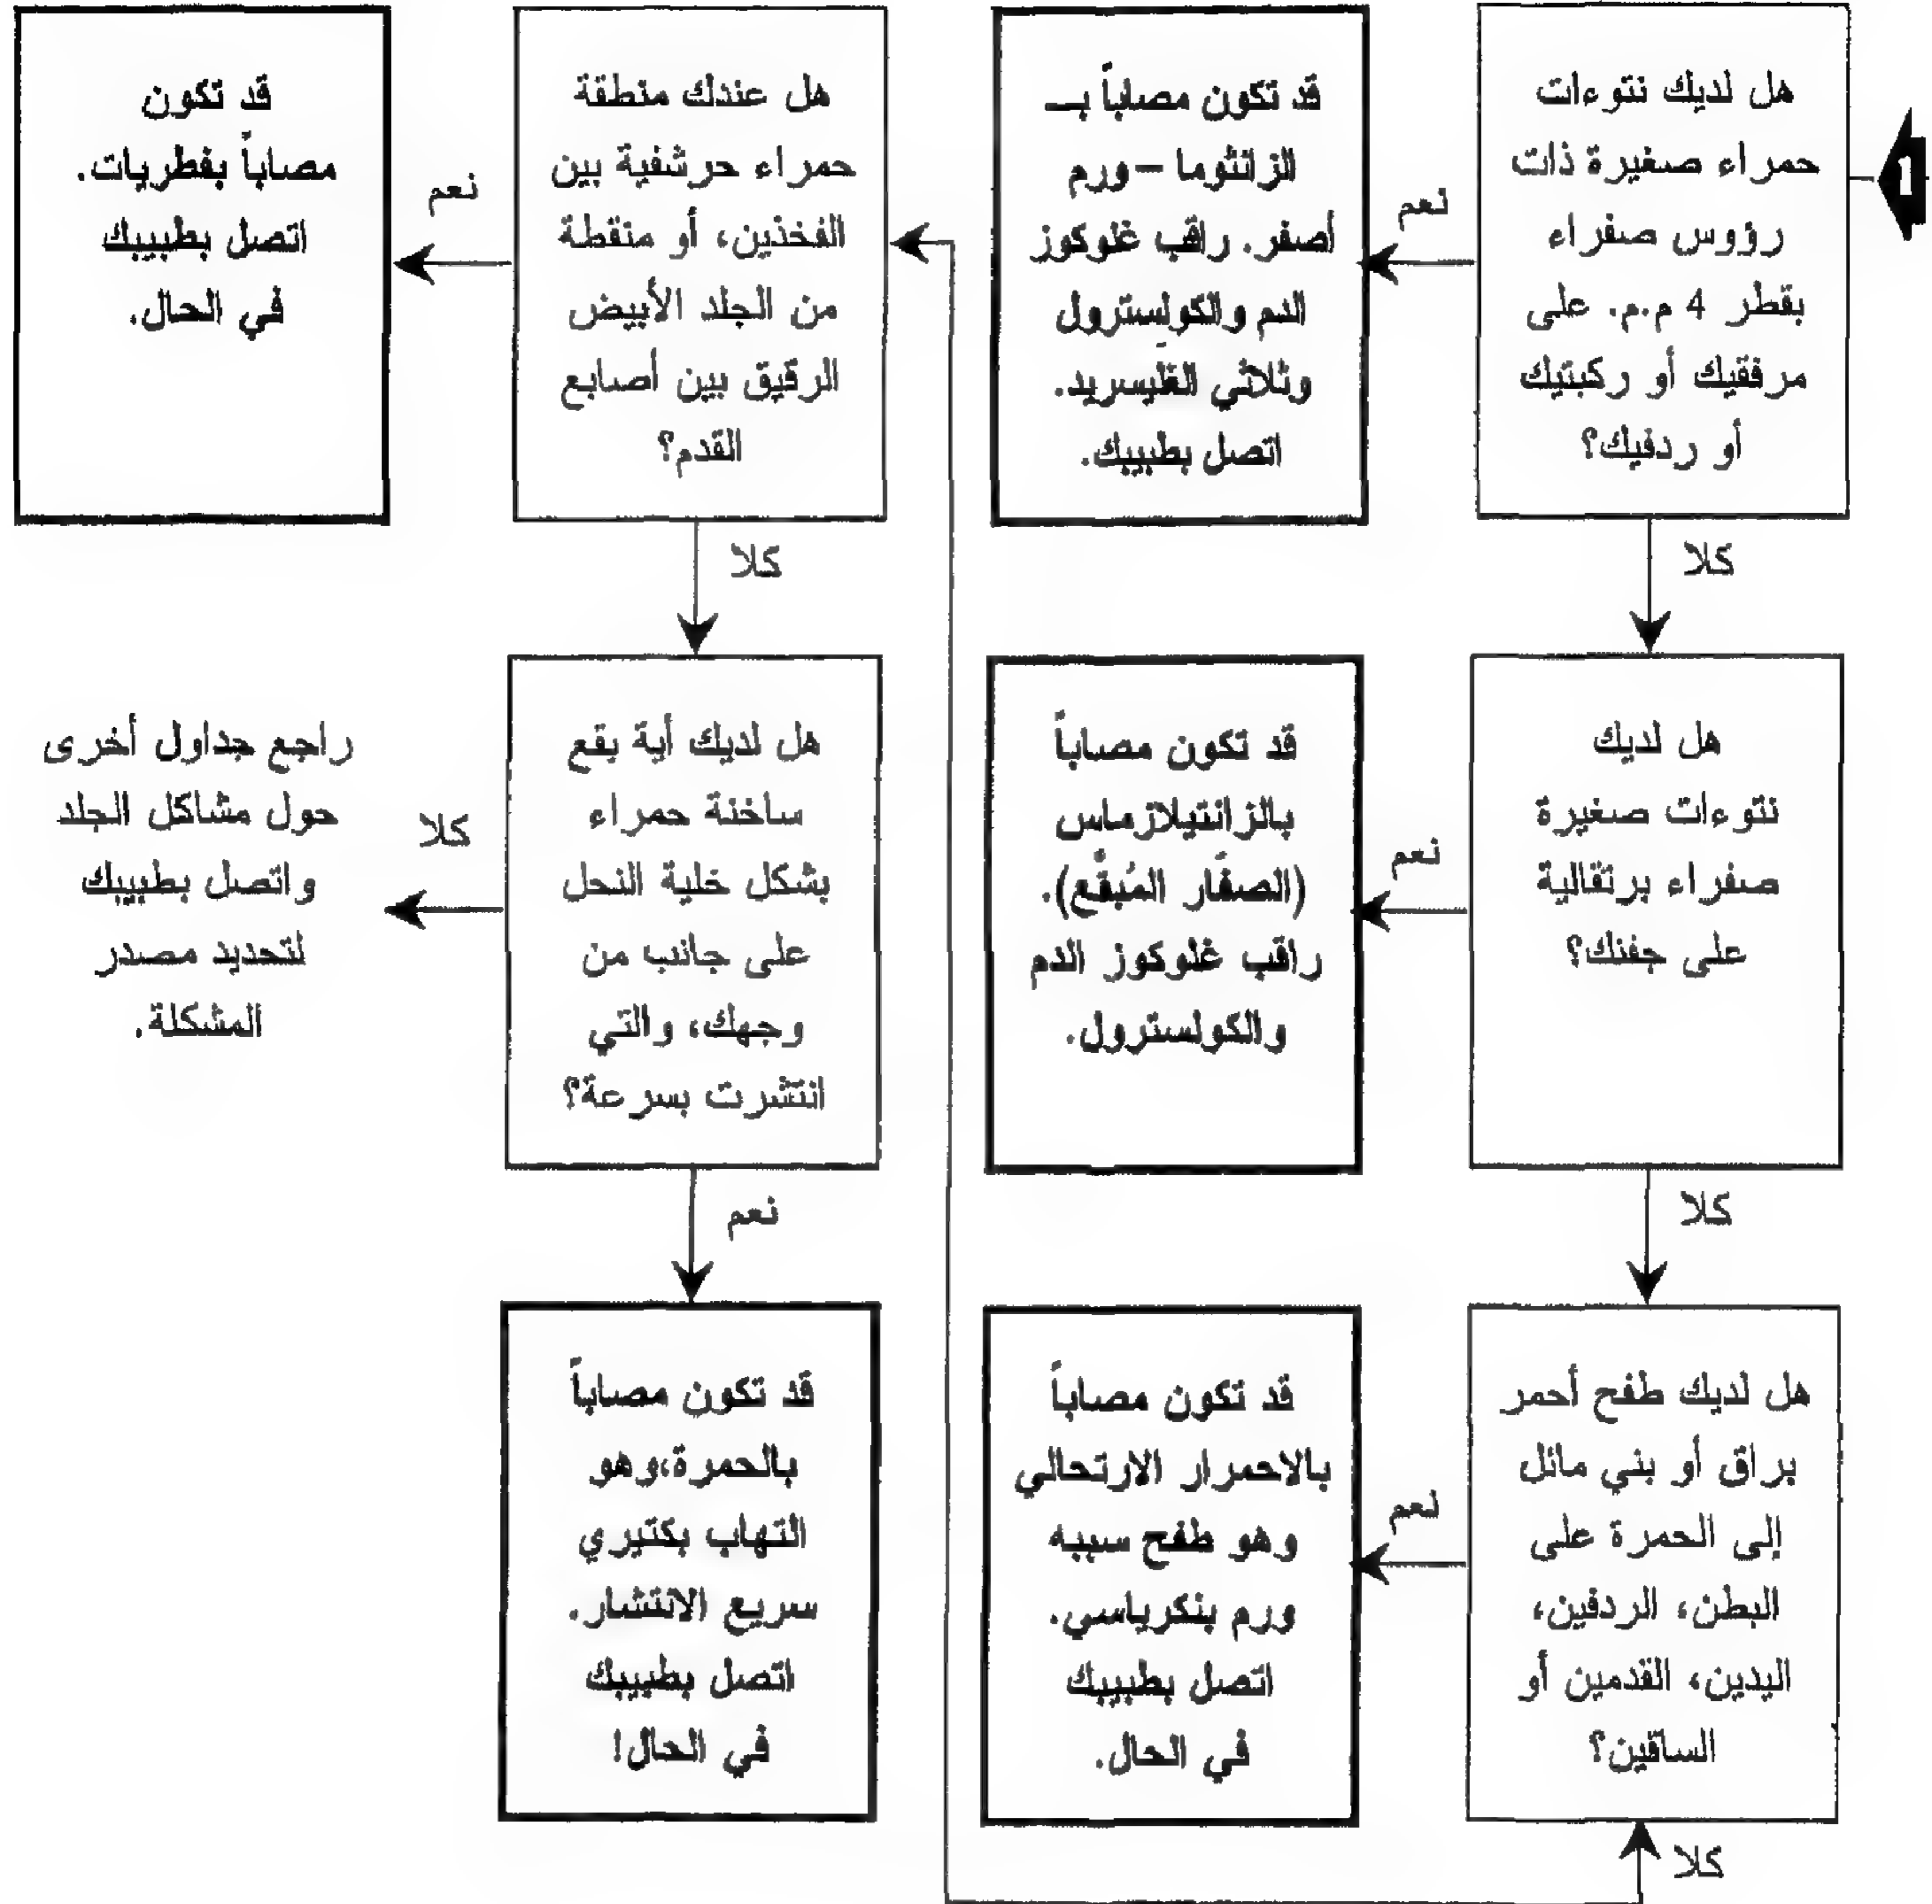 1
هل لديك نتوءات
حمراء صغيرة ذات
رؤوس صفراء
بقطر 4 م.م. على
مرفقيك أو ركبتيك
أو ردفيك؟
نعم
قد تكون مصاباً بـ
الزانثوما – ورم
أصفر. راقب غلوكوز
الدم والكولسترول
وثلاثي الغليسريد.
اتصل بطبيبك.
كلا
هل لديك
نتوءات صغيرة
صفراء برتقالية
على جفنك؟
نعم
قد تكون مصاباً
بالزانتيلازماس
(الصفار المُبقّع).
راقب غلوكوز الدم
والكولسترول.
كلا
هل لديك طفح أحمر
براق أو بني مائل
إلى الحمرة على
البطن، الردفين،
اليدين، القدمين أو
الساقين؟
نعم
قد تكون مصاباً
بالاحمرار الارتحالي
وهو طفح سببه
ورم بنكرياسي.
اتصل بطبيبك
في الحال.
كلا
هل عندك منطقة
حمراء حرشفية بين
الفخذين، أو منقطة
من الجلد الأبيض
الرقيق بين أصابع
القدم؟
نعم
قد تكون
مصاباً بفطريات.
اتصل بطبيبك
في الحال.
كلا
هل لديك أية بقع
ساخنة حمراء
بشكل خلية النحل
على جانب من
وجهك، والتي
انتشرت بسرعة؟
كلا
راجع جداول أخرى
حول مشاكل الجلد
واتصل بطبيبك
لتحديد مصدر
المشكلة.
نعم
قد تكون مصاباً
بالحمرة،وهو
التهاب بكتيري
سريع الانتشار.
اتصل بطبيبك
في الحال!